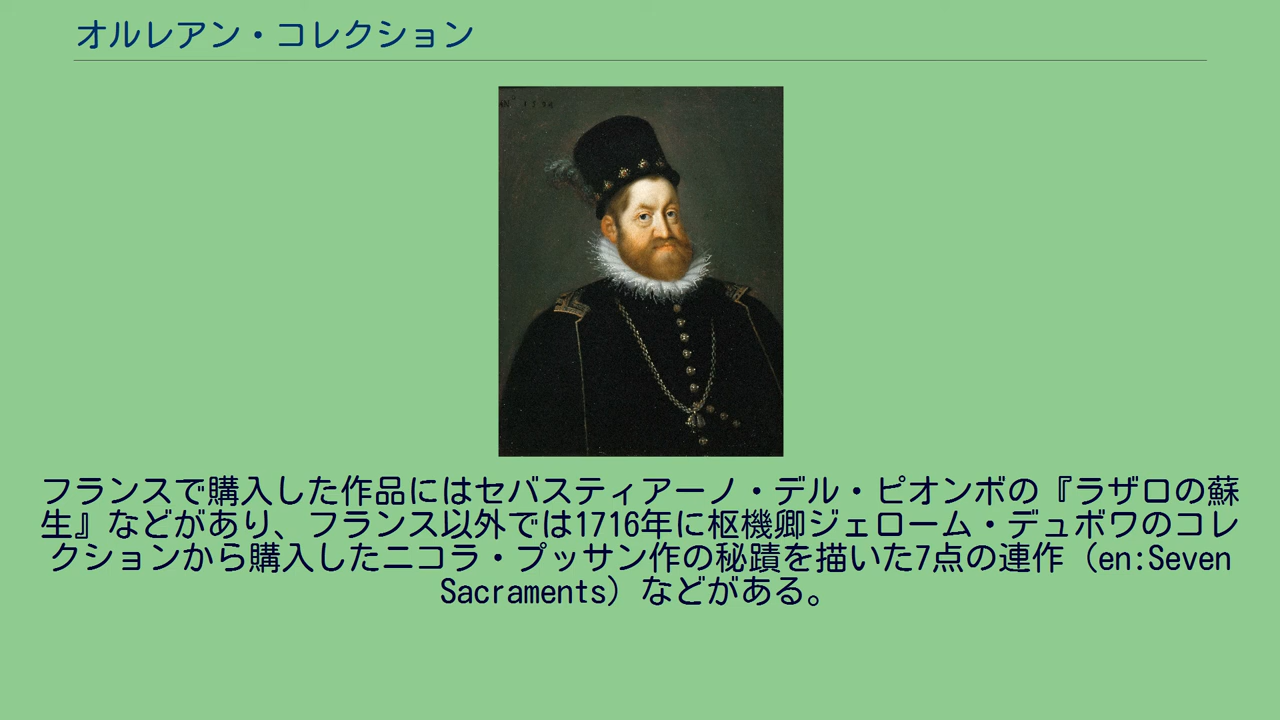 オルレアン・コレクション
フランスで購入した作品にはセバスティアーノ・デル・ピオンボの『ラザロの蘇
生』などがあり、フランス以外では1716年に枢機卿ジェローム・デュボワのコレ
クションから購入したニコラ・プッサン作の秘蹟を描いた7点の連作（en:Seven
Sacraments）などがある。